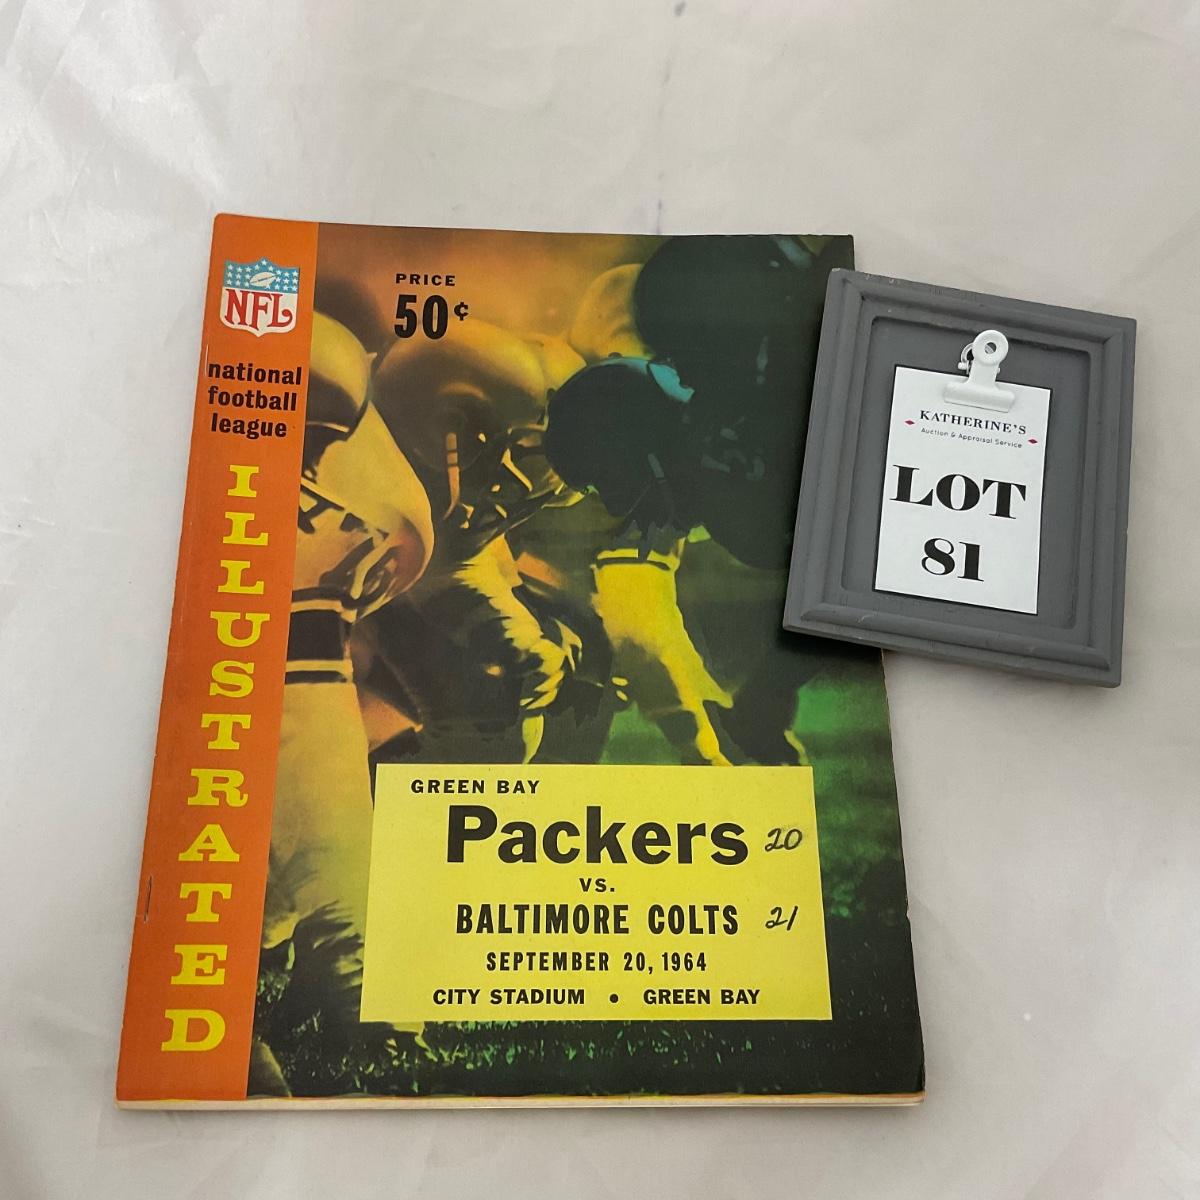 NFL
national
football
league
ILLUSTRATED
PRICE
50¢
GREEN BAY
Packers 20
VS.
BALTIMORE COLTS 21
SEPTEMBER 20, 1964
CITY STADIUM • GREEN BAY
KATHERINE'S
Auction & Appraisal Service
LOT
81